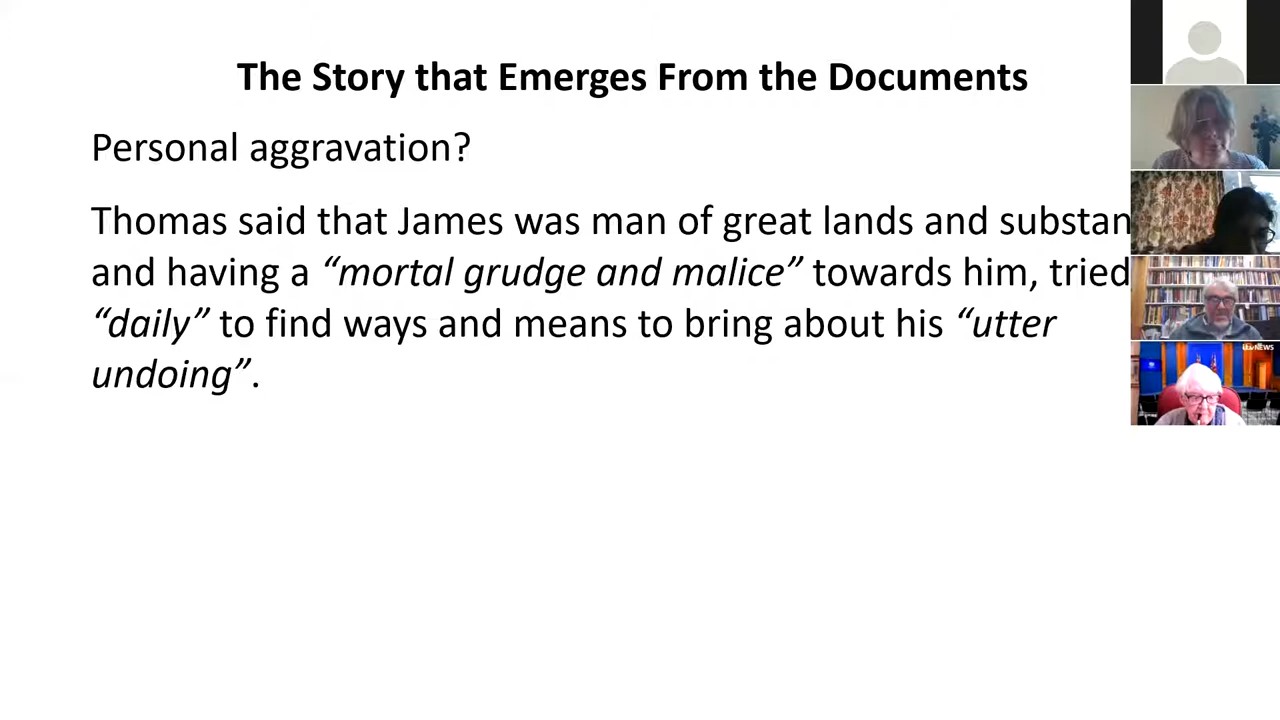 The Story that Emerges From the Documents
Personal aggravation?
Thomas said that James was man of great lands and substan
and having a “mortal grudge and malice” towards him, tried
“daily” to find ways and means to bring about his “utter
undoing”.
itv NEWS